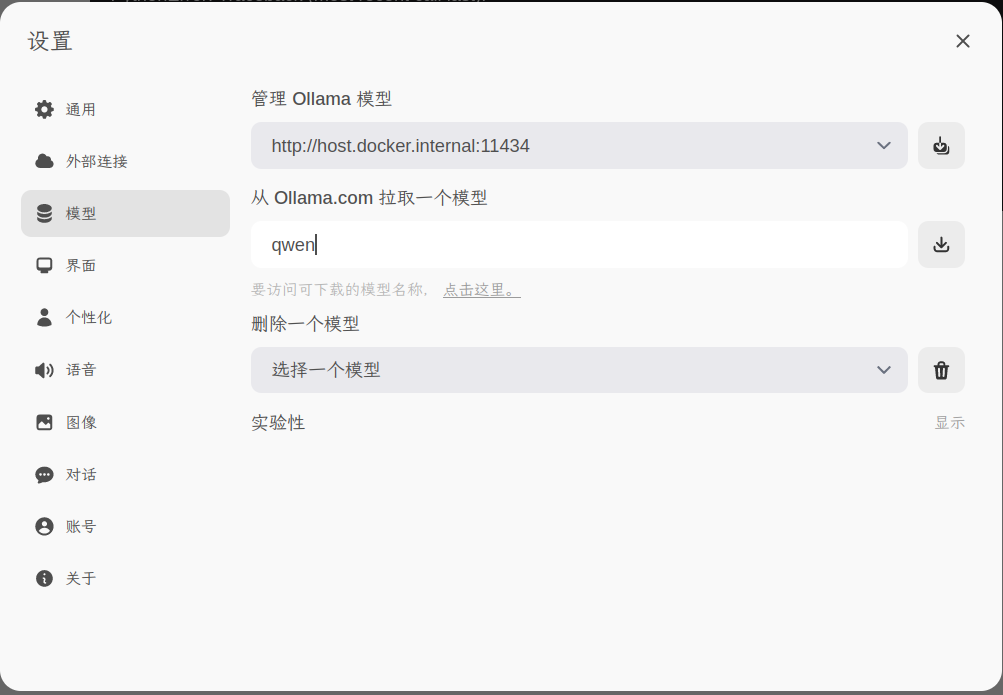 设置
通用
外部连接
模型
界面
个性化
语音
图像
对话
账号
关于
管理 Ollama 模型
http://host.docker.internal:11434
从 Ollama.com 拉取一个模型
qwen
要访问可下载的模型名称， 点击这里。
删除一个模型
选择一个模型
实验性 显示